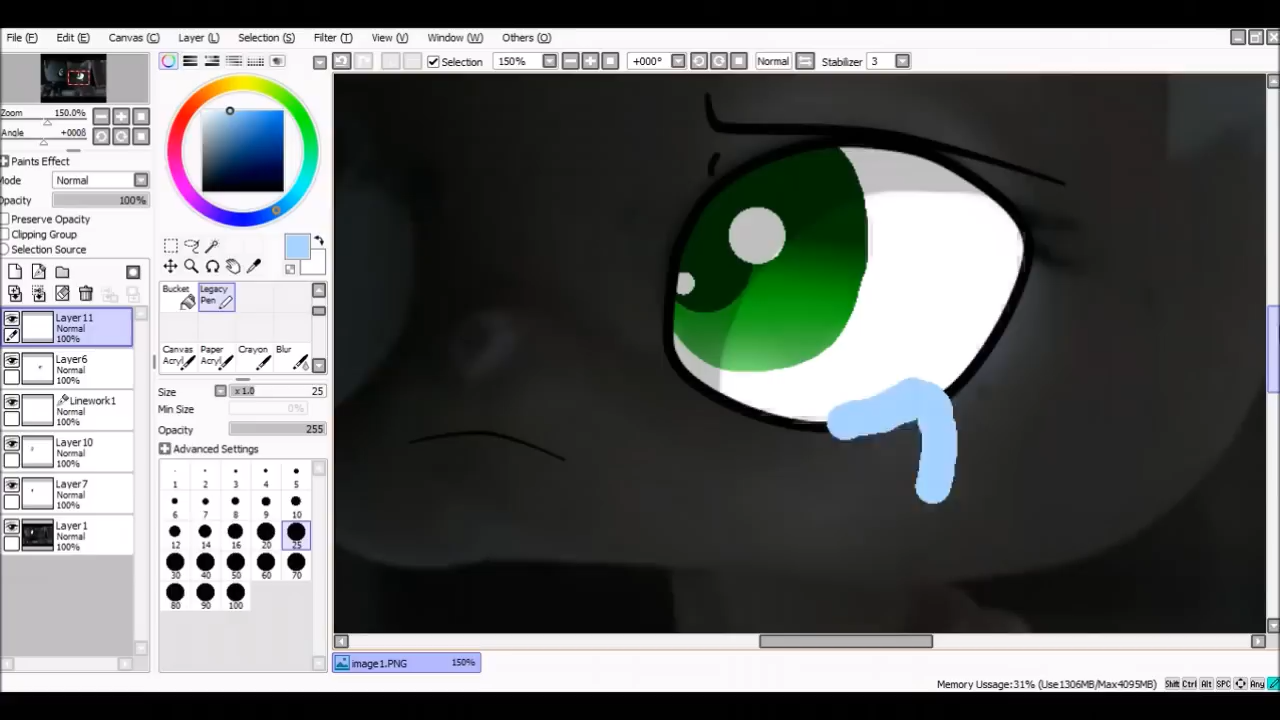 File (F) Edit (E) Canvas (C) Layer (L) Selection (S) Filter (T) View (V) Window (W) Others (O)
Selection 150% +000° Normal Stabilizer 3
Zoom 150.0%
Angle +000ß
Paints Effect
Mode Normal
Opacity 100%
Preserve Opacity
Clipping Group
Selection Source
Layer11
Normal
100%
Layer6
Normal
100%
Linework1
Normal
100%
Layer10
Normal
100%
Layer7
Normal
100%
Layer1
Normal
100%
Bucket Legacy Pen
Canvas Acryl Paper Acryl Crayon Blur
Size x 1.0 25
Min Size 0%
Opacity 255
Advanced Settings
1 2 3 4 5
6 7 8 9 10
12 14 16 20 25
30 40 50 60 70
80 90 100
image1.PNG 150%
Memory Ussage:31% (Use1306MB/Max4095MB) Shift Ctrl Alt SPC Any